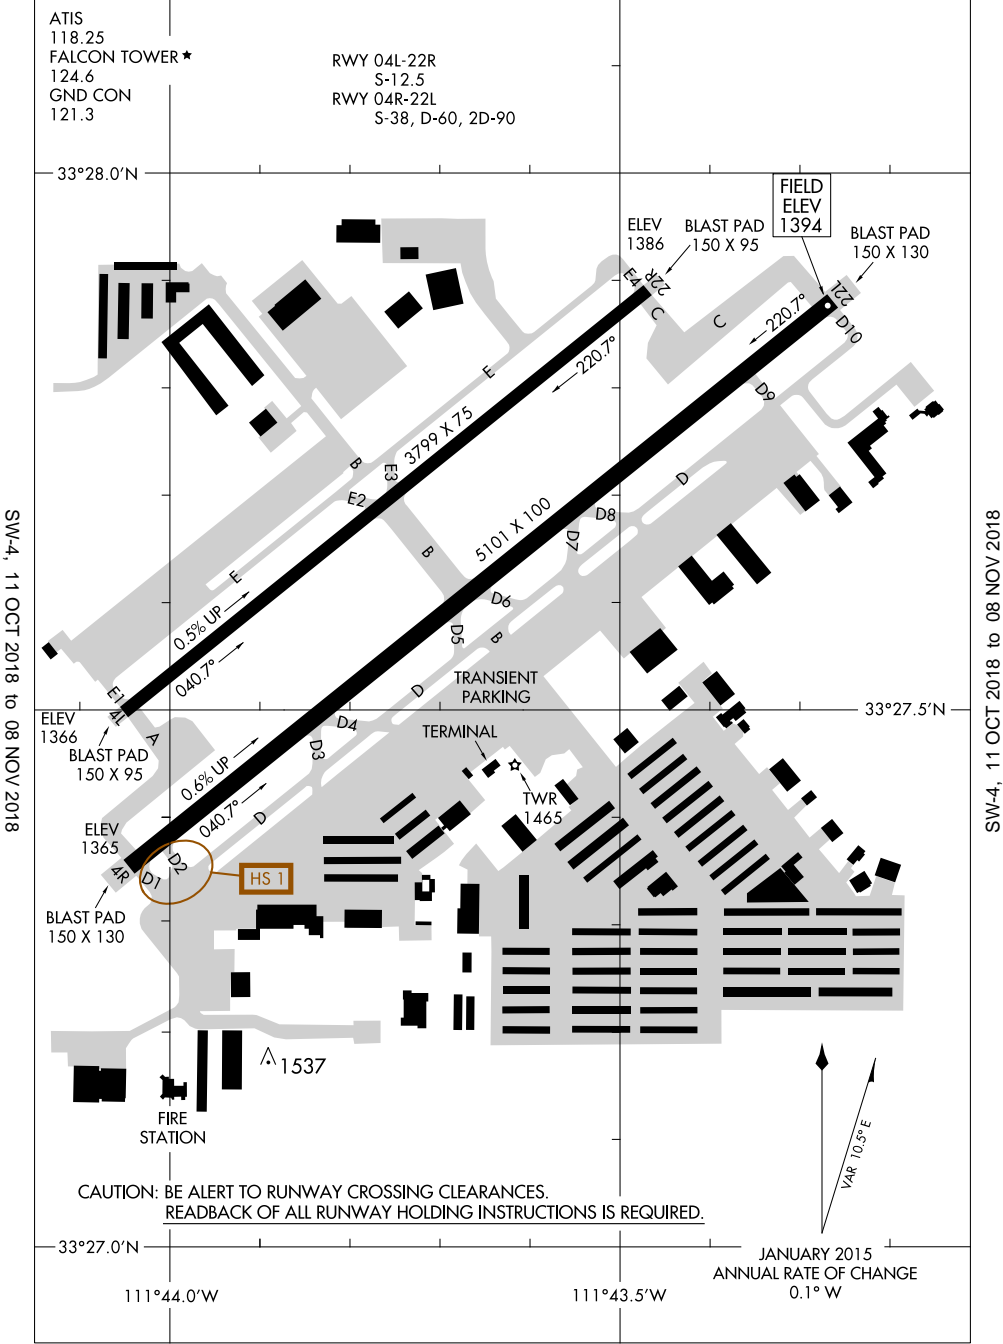 ATIS
118.25
FALCON TOWER ★
124.6
GND CON
121.3
RWY 04L-22R
S-12.5
RWY 04R-22L
S-38, D-60, 2D-90
33°28.0'N
FIELD
ELEV
1394
ELEV
1386
BLAST PAD
150 X 95
BLAST PAD
150 X 130
E4
22R
C
C
220.7°
22L
D10
220.7°
E
D9
3799 X 75
B
E3
E2
D
5101 X 100
D8
D7
B
E
D6
0.5% UP
040.7°
D5
B
TRANSIENT
PARKING
E1
4L
D
33°27.5'N
ELEV
1366
A
D4
TERMINAL
BLAST PAD
150 X 95
D3
0.6% UP
040.7°
TWR
1465
D
ELEV
1365
4R
D1
D2
HS 1
BLAST PAD
150 X 130
1537
FIRE
STATION
VAR 10.5° E
CAUTION: BE ALERT TO RUNWAY CROSSING CLEARANCES.
READBACK OF ALL RUNWAY HOLDING INSTRUCTIONS IS REQUIRED.
33°27.0'N
JANUARY 2015
ANNUAL RATE OF CHANGE
0.1° W
111°44.0'W
111°43.5'W
SW-4, 11 OCT 2018 to 08 NOV 2018
SW-4, 11 OCT 2018 to 08 NOV 2018